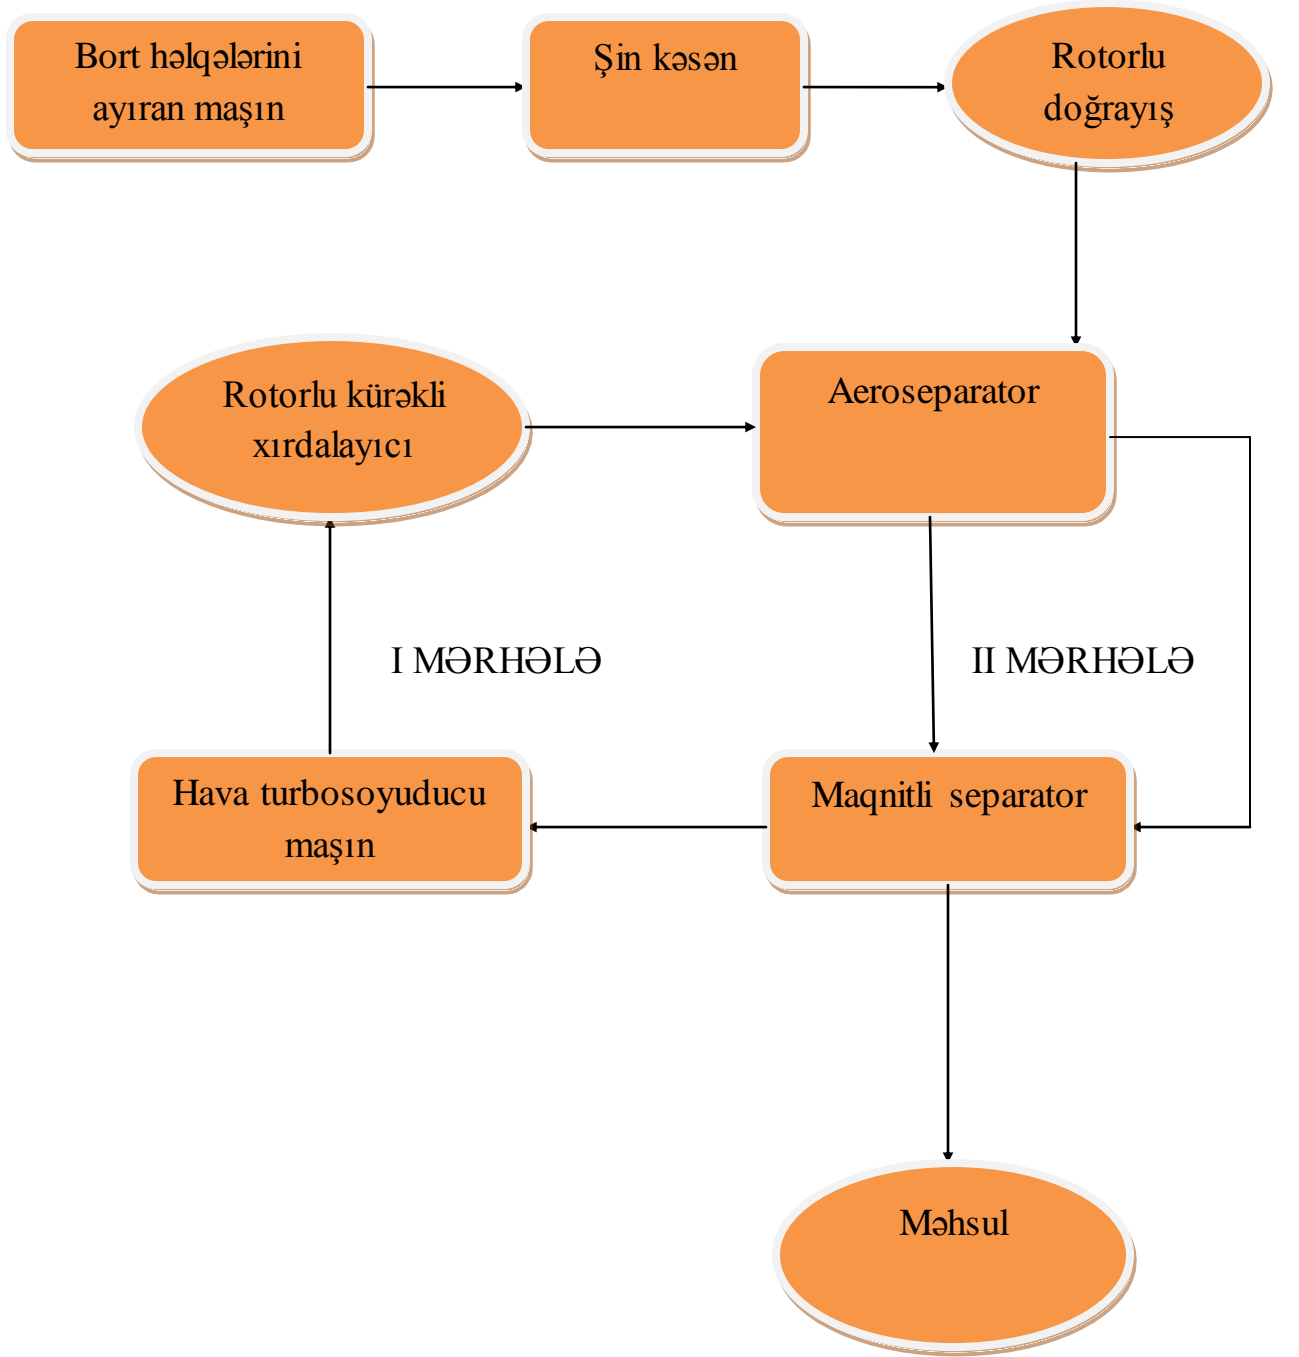 Bort həlqələrini
ayıran maşın
Şin kəsən
Rotorlu
doğrayış
Rotorlu kürəkli
xırdalayıcı
Aeroseparator
I MƏRHƏLƏ
II MƏRHƏLƏ
Hava turbosoyuducu
maşın
Maqnitli separator
Məhsul